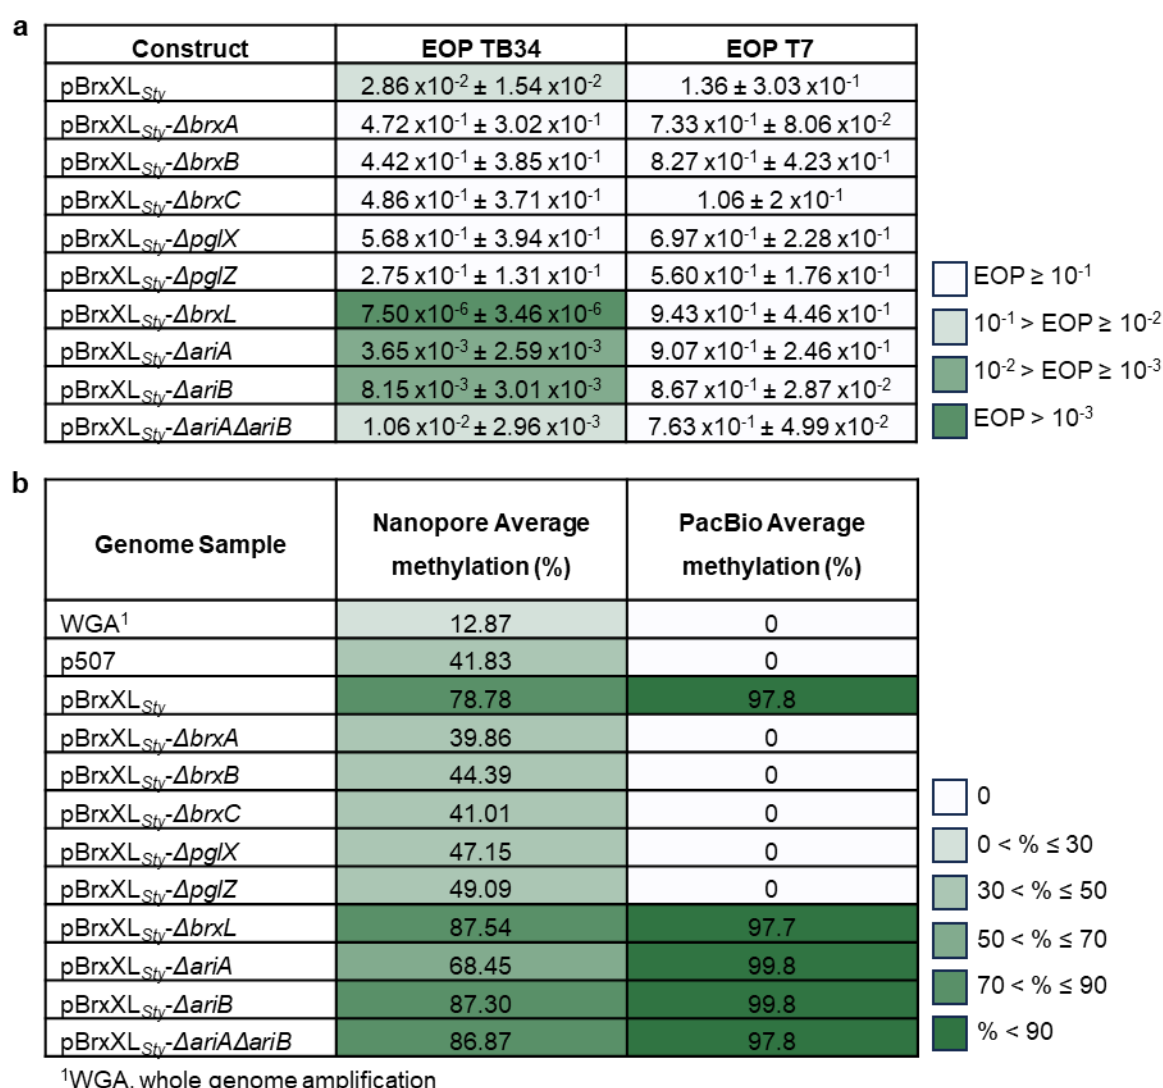 a
Construct EOP TB34 EOP T7
pBrxXLSty 2.86 x10-2 ± 1.54 x10-2 1.36 ± 3.03 x10-1
pBrxXLSty-ΔbrxA 4.72 x10-1 ± 3.02 x10-1 7.33 x10-1 ± 8.06 x10-2
pBrxXLSty-ΔbrxB 4.42 x10-1 ± 3.85 x10-1 8.27 x10-1 ± 4.23 x10-1
pBrxXLSty-ΔbrxC 4.86 x10-1 ± 3.71 x10-1 1.06 ± 2 x10-1
pBrxXLSty-ΔpglX 5.68 x10-1 ± 3.94 x10-1 6.97 x10-1 ± 2.28 x10-1
pBrxXLSty-ΔpglZ 2.75 x10-1 ± 1.31 x10-1 5.60 x10-1 ± 1.76 x10-1
pBrxXLSty-ΔbrxL 7.50 x10-6 ± 3.46 x10-6 9.43 x10-1 ± 4.46 x10-1
pBrxXLSty-ΔariA 3.65 x10-3 ± 2.59 x10-3 9.07 x10-1 ± 2.46 x10-1
pBrxXLSty-ΔariB 8.15 x10-3 ± 3.01 x10-3 8.67 x10-1 ± 2.87 x10-2
pBrxXLSty-ΔariAΔariB 1.06 x10-2 ± 2.96 x10-3 7.63 x10-1 ± 4.99 x10-2
EOP ≥ 10-1
10-1 > EOP ≥ 10-2
10-2 > EOP ≥ 10-3
EOP > 10-3
b
Genome Sample Nanopore Average methylation (%) PacBio Average methylation (%)
WGA1 12.87 0
p507 41.83 0
pBrxXLSty 78.78 97.8
pBrxXLSty-ΔbrxA 39.86 0
pBrxXLSty-ΔbrxB 44.39 0
pBrxXLSty-ΔbrxC 41.01 0
pBrxXLSty-ΔpglX 47.15 0
pBrxXLSty-ΔpglZ 49.09 0
pBrxXLSty-ΔbrxL 87.54 97.7
pBrxXLSty-ΔariA 68.45 99.8
pBrxXLSty-ΔariB 87.30 99.8
pBrxXLSty-ΔariAΔariB 86.87 97.8
0
0 < % ≤ 30
30 < % ≤ 50
50 < % ≤ 70
70 < % ≤ 90
% < 90
1WGA, whole genome amplification